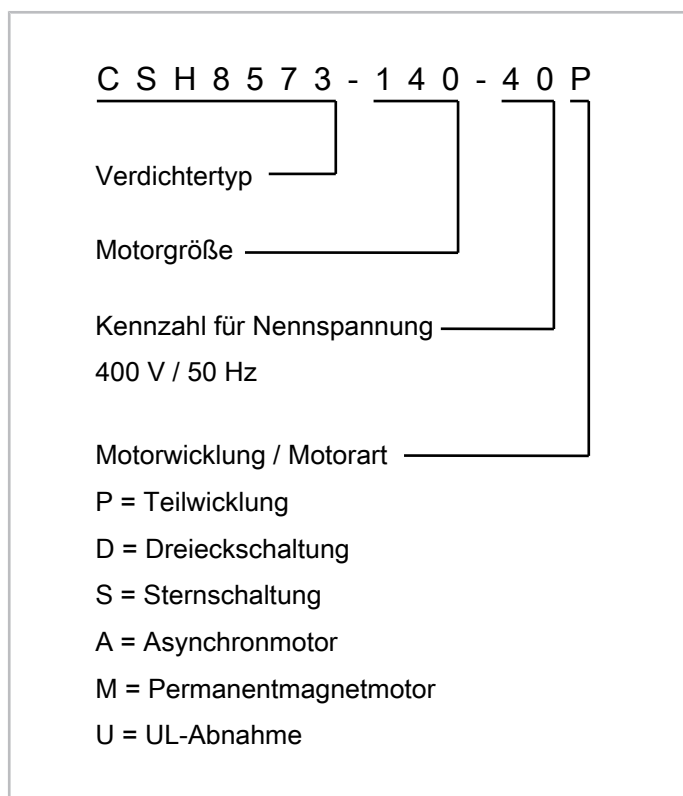 CSH8573-140-40P
Verdichtertyp
Motorgröße
Kennzahl für Nennspannung
400 V / 50 Hz
Motorwicklung / Motorart
P = Teilwicklung
D = Dreieckschaltung
S = Sternschaltung
A = Asynchronmotor
M = Permanentmagnetmotor
U = UL-Abnahme